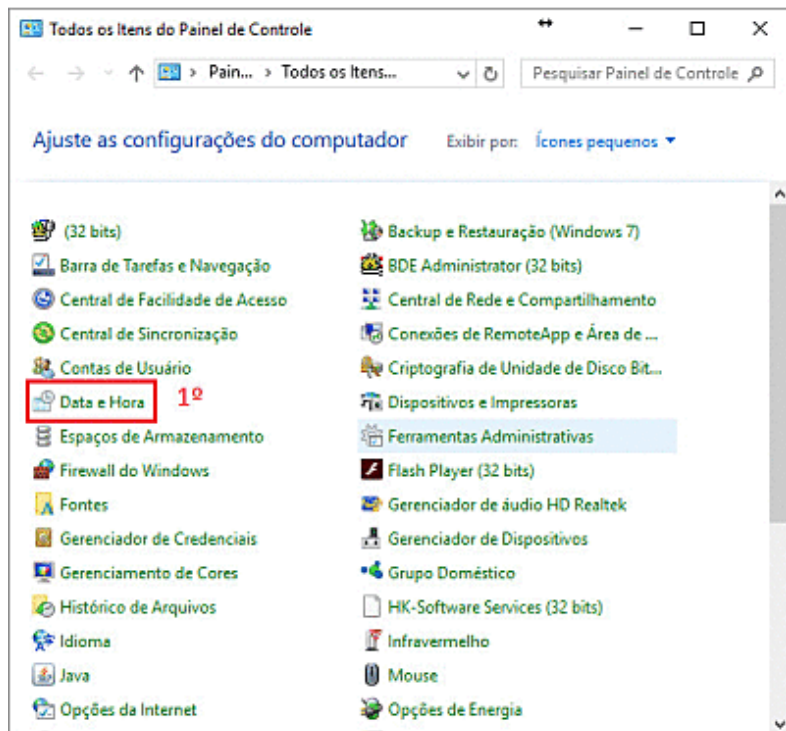 Todos os Itens do Painel de Controle
Pain... > Todos os Itens...
Pesquisar Painel de Controle
Ajuste as configurações do computador
Exibir por: Ícones pequenos
(32 bits)
Backup e Restauração (Windows 7)
Barra de Tarefas e Navegação
BDE Administrator (32 bits)
Central de Facilidade de Acesso
Central de Rede e Compartilhamento
Central de Sincronização
Conexões de RemoteApp e Área de ...
Contas de Usuário
Criptografia de Unidade de Disco Bit...
Data e Hora 1º
Dispositivos e Impressoras
Espaços de Armazenamento
Ferramentas Administrativas
Firewall do Windows
Flash Player (32 bits)
Fontes
Gerenciador de áudio HD Realtek
Gerenciador de Credenciais
Gerenciador de Dispositivos
Gerenciamento de Cores
Grupo Doméstico
Histórico de Arquivos
HK-Software Services (32 bits)
Idioma
Infravermelho
Java
Mouse
Opções da Internet
Opções de Energia